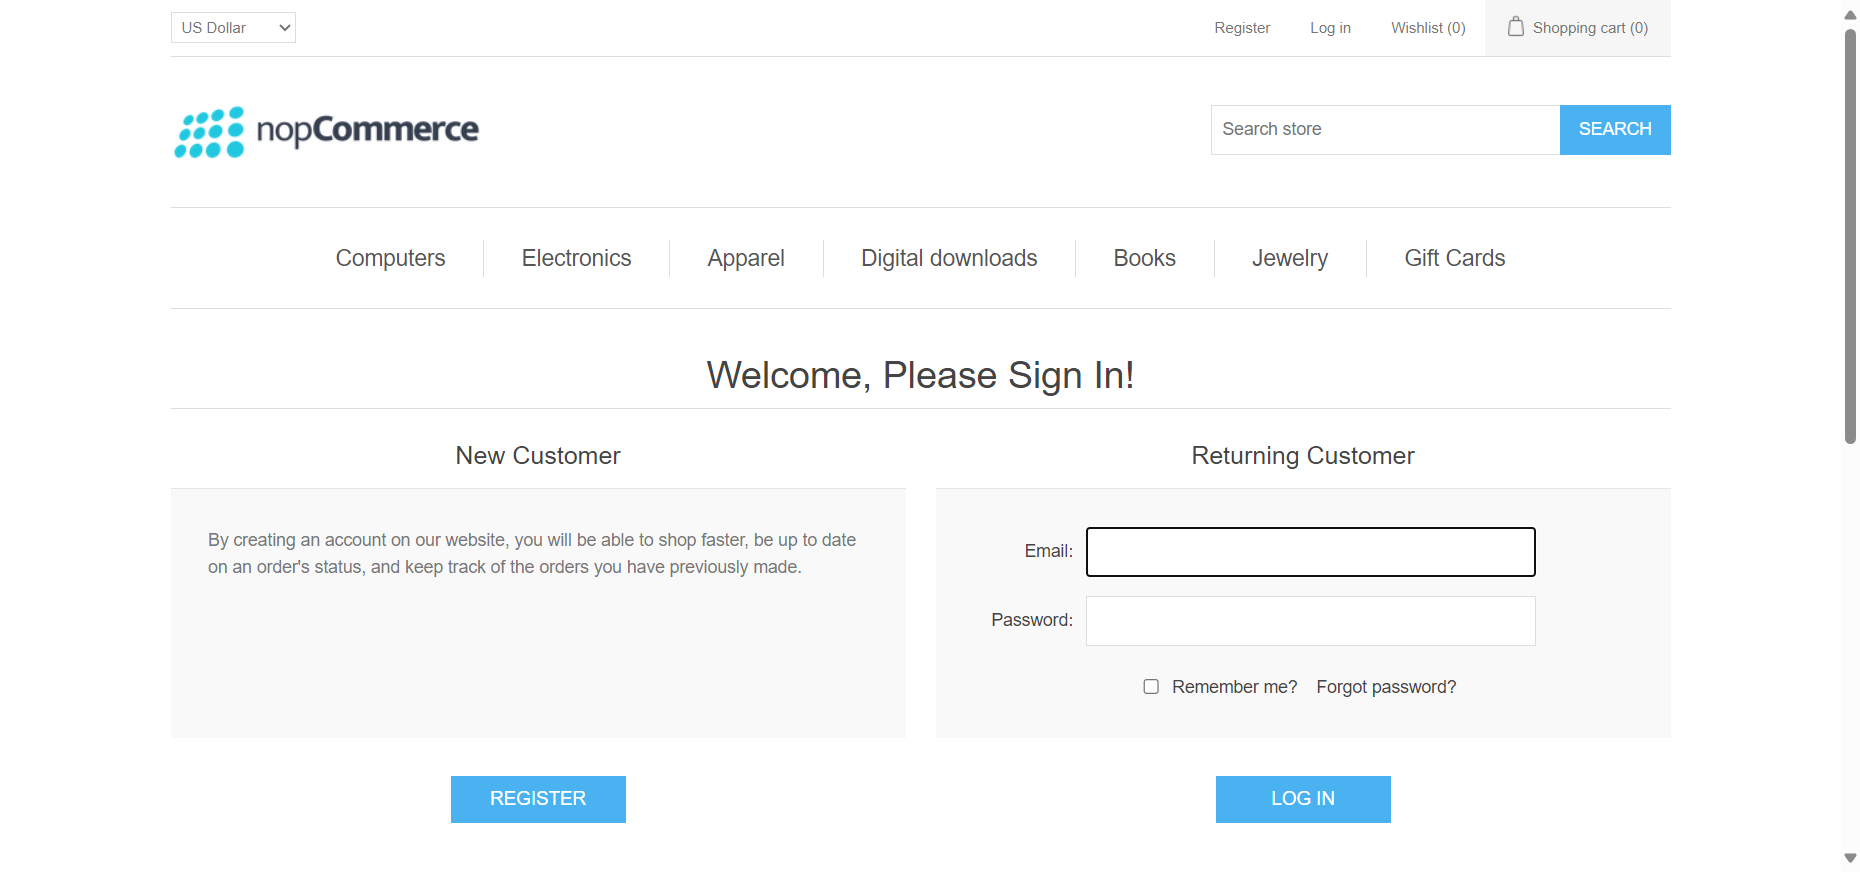 US Dollar
Register
Log in
Wishlist (0)
Shopping cart (0)
nopCommerce
Search store
SEARCH
Computers
Electronics
Apparel
Digital downloads
Books
Jewelry
Gift Cards
Welcome, Please Sign In!
New Customer
By creating an account on our website, you will be able to shop faster, be up to date
on an order's status, and keep track of the orders you have previously made.
REGISTER
Returning Customer
Email:
Password:
Remember me?
Forgot password?
LOG IN